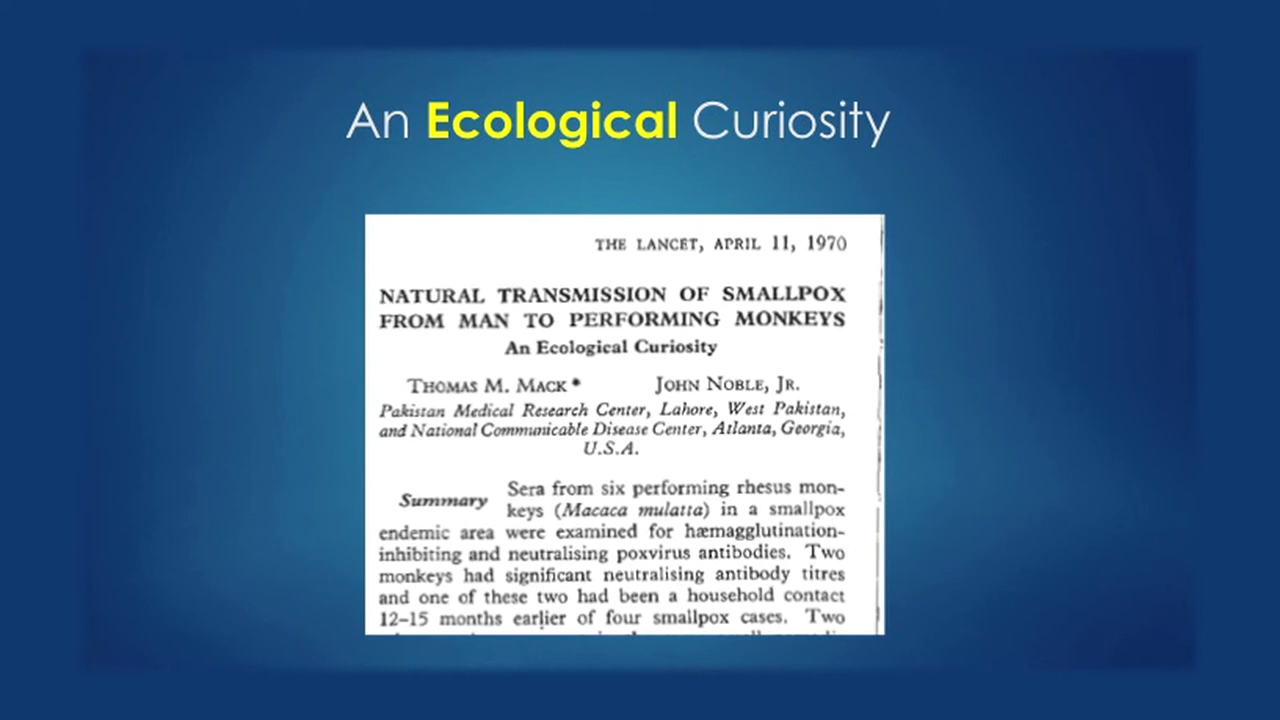 An Ecological Curiosity
THE LANCET, APRIL 11, 1970
NATURAL TRANSMISSION OF SMALLPOX
FROM MAN TO PERFORMING MONKEYS
An Ecological Curiosity
THOMAS M. MACK * JOHN NOBLE, JR.
Pakistan Medical Research Center, Lahore, West Pakistan,
and National Communicable Disease Center, Atlanta, Georgia,
U.S.A.
Summary Sera from six performing rhesus mon-
keys (Macaca mulatta) in a smallpox
endemic area were examined for hæmagglutination-
inhibiting and neutralising poxvirus antibodies. Two
monkeys had significant neutralising antibody titres
and one of these two had been a household contact
12–15 months earlier of four smallpox cases. Two